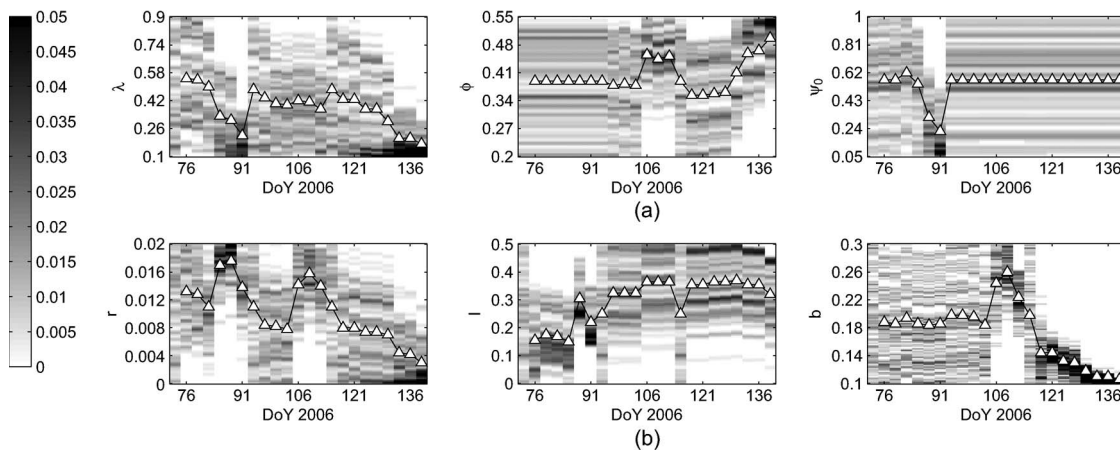 0.05
0.045
0.04
0.035
0.03
0.025
0.02
0.015
0.01
0.005
0
0.9
0.74
0.58
0.42
0.26
0.1
λ
76 91 106 121 136
DoY 2006
0.55
0.45
0.41
0.34
0.27
0.2
ϕ
76 91 106 121 136
DoY 2006
1
0.81
0.62
0.43
0.24
0.05
ψ0
76 91 106 121 136
DoY 2006
(a)
0.02
0.016
0.012
0.008
0.004
0
r
76 91 106 121 136
DoY 2006
0.5
0.4
0.3
0.2
0.1
0
l
76 91 106 121 136
DoY 2006
0.3
0.26
0.22
0.18
0.14
0.1
b
76 91 106 121 136
DoY 2006
(b)